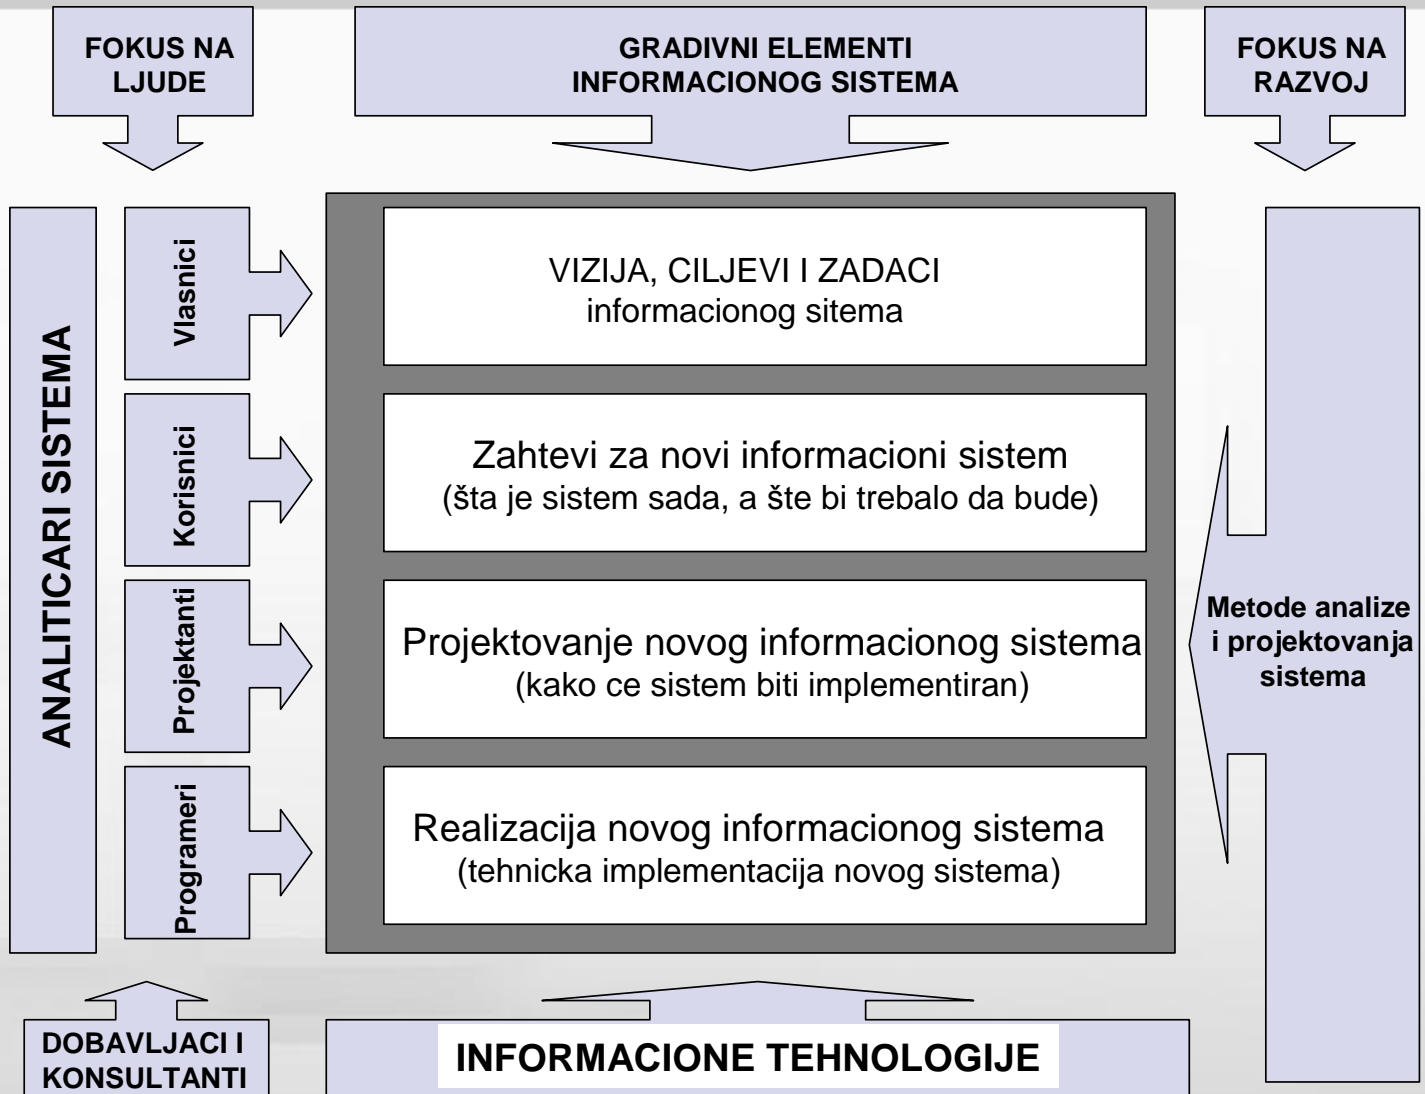 FOKUS NA
LJUDE
GRADIVNI ELEMENTI
INFORMACIONOG SISTEMA
FOKUS NA
RAZVOJ
ANALITICARI SISTEMA
Vlasnici
VIZIJA, CILJEVI I ZADACI
informacionog sitema
Korisnici
Zahtevi za novi informacioni sistem
(šta je sistem sada, a šte bi trebalo da bude)
Projektanti
Projektovanje novog informacionog sistema
(kako ce sistem biti implementiran)
Programeri
Realizacija novog informacionog sistema
(tehnicka implementacija novog sistema)
Metode analize
i projektovanja
sistema
DOBAVLJACI I
KONSULTANTI
INFORMACIONE TEHNOLOGIJE